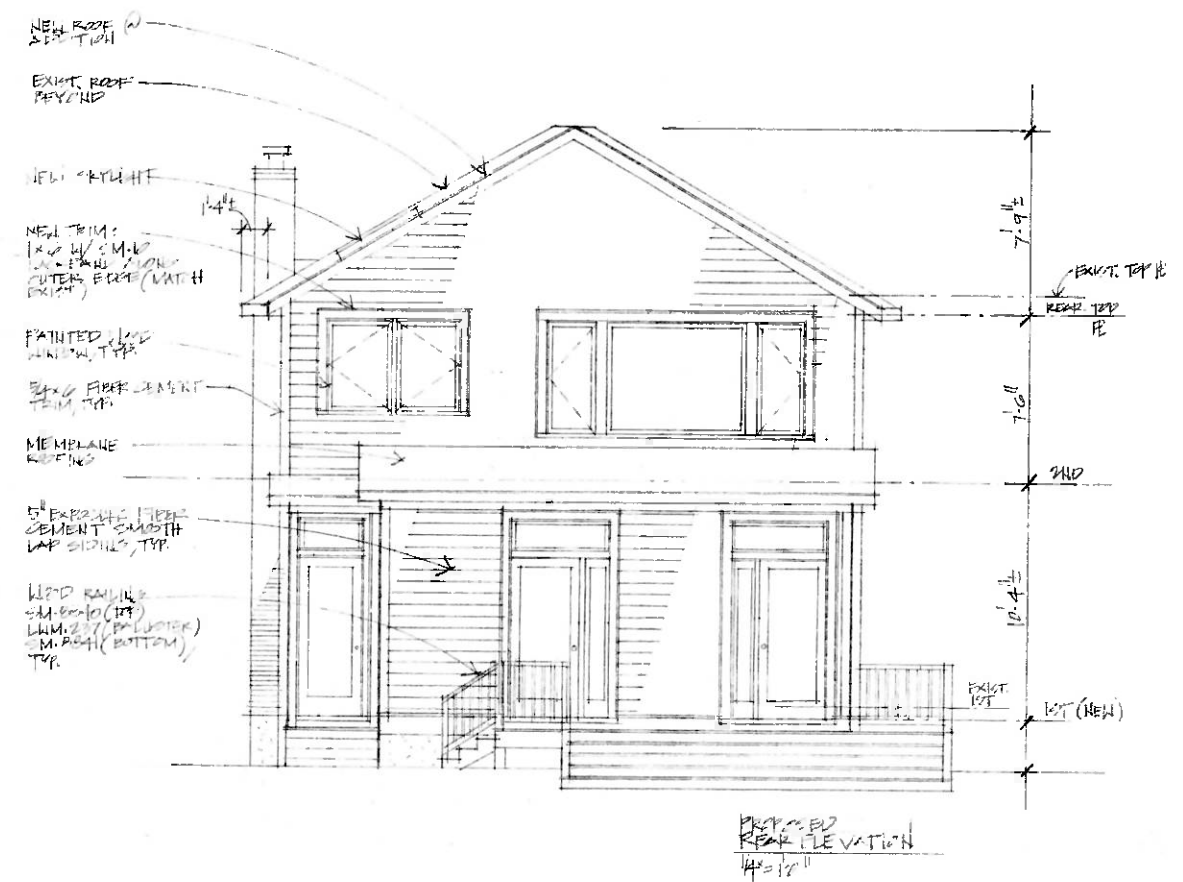 NEW ROOF @
EXIST. ROOF
BEYOND
NEW SKYLIGHT
1'-4"±
NEW TRIM:
OUTER EDGE (MATCH
EXIST)
PAINTED WOOD
WINDOW, TYP.
5/4×6 FIBER CEMENT
TRIM, TYP.
MEMBRANE
ROOFING
CEMENT SMOOTH
LAP SIDING, TYP.
WOOD RAILING
(BOTTOM),
TYP.
7'-9"±
EXIST. TOP PL
REAR TOP
PL
7'-6"
2ND
10'-4"±
EXIST.
1ST
1ST (NEW)
PROPOSED
REAR ELEVATION
1/4" = 1'-0"